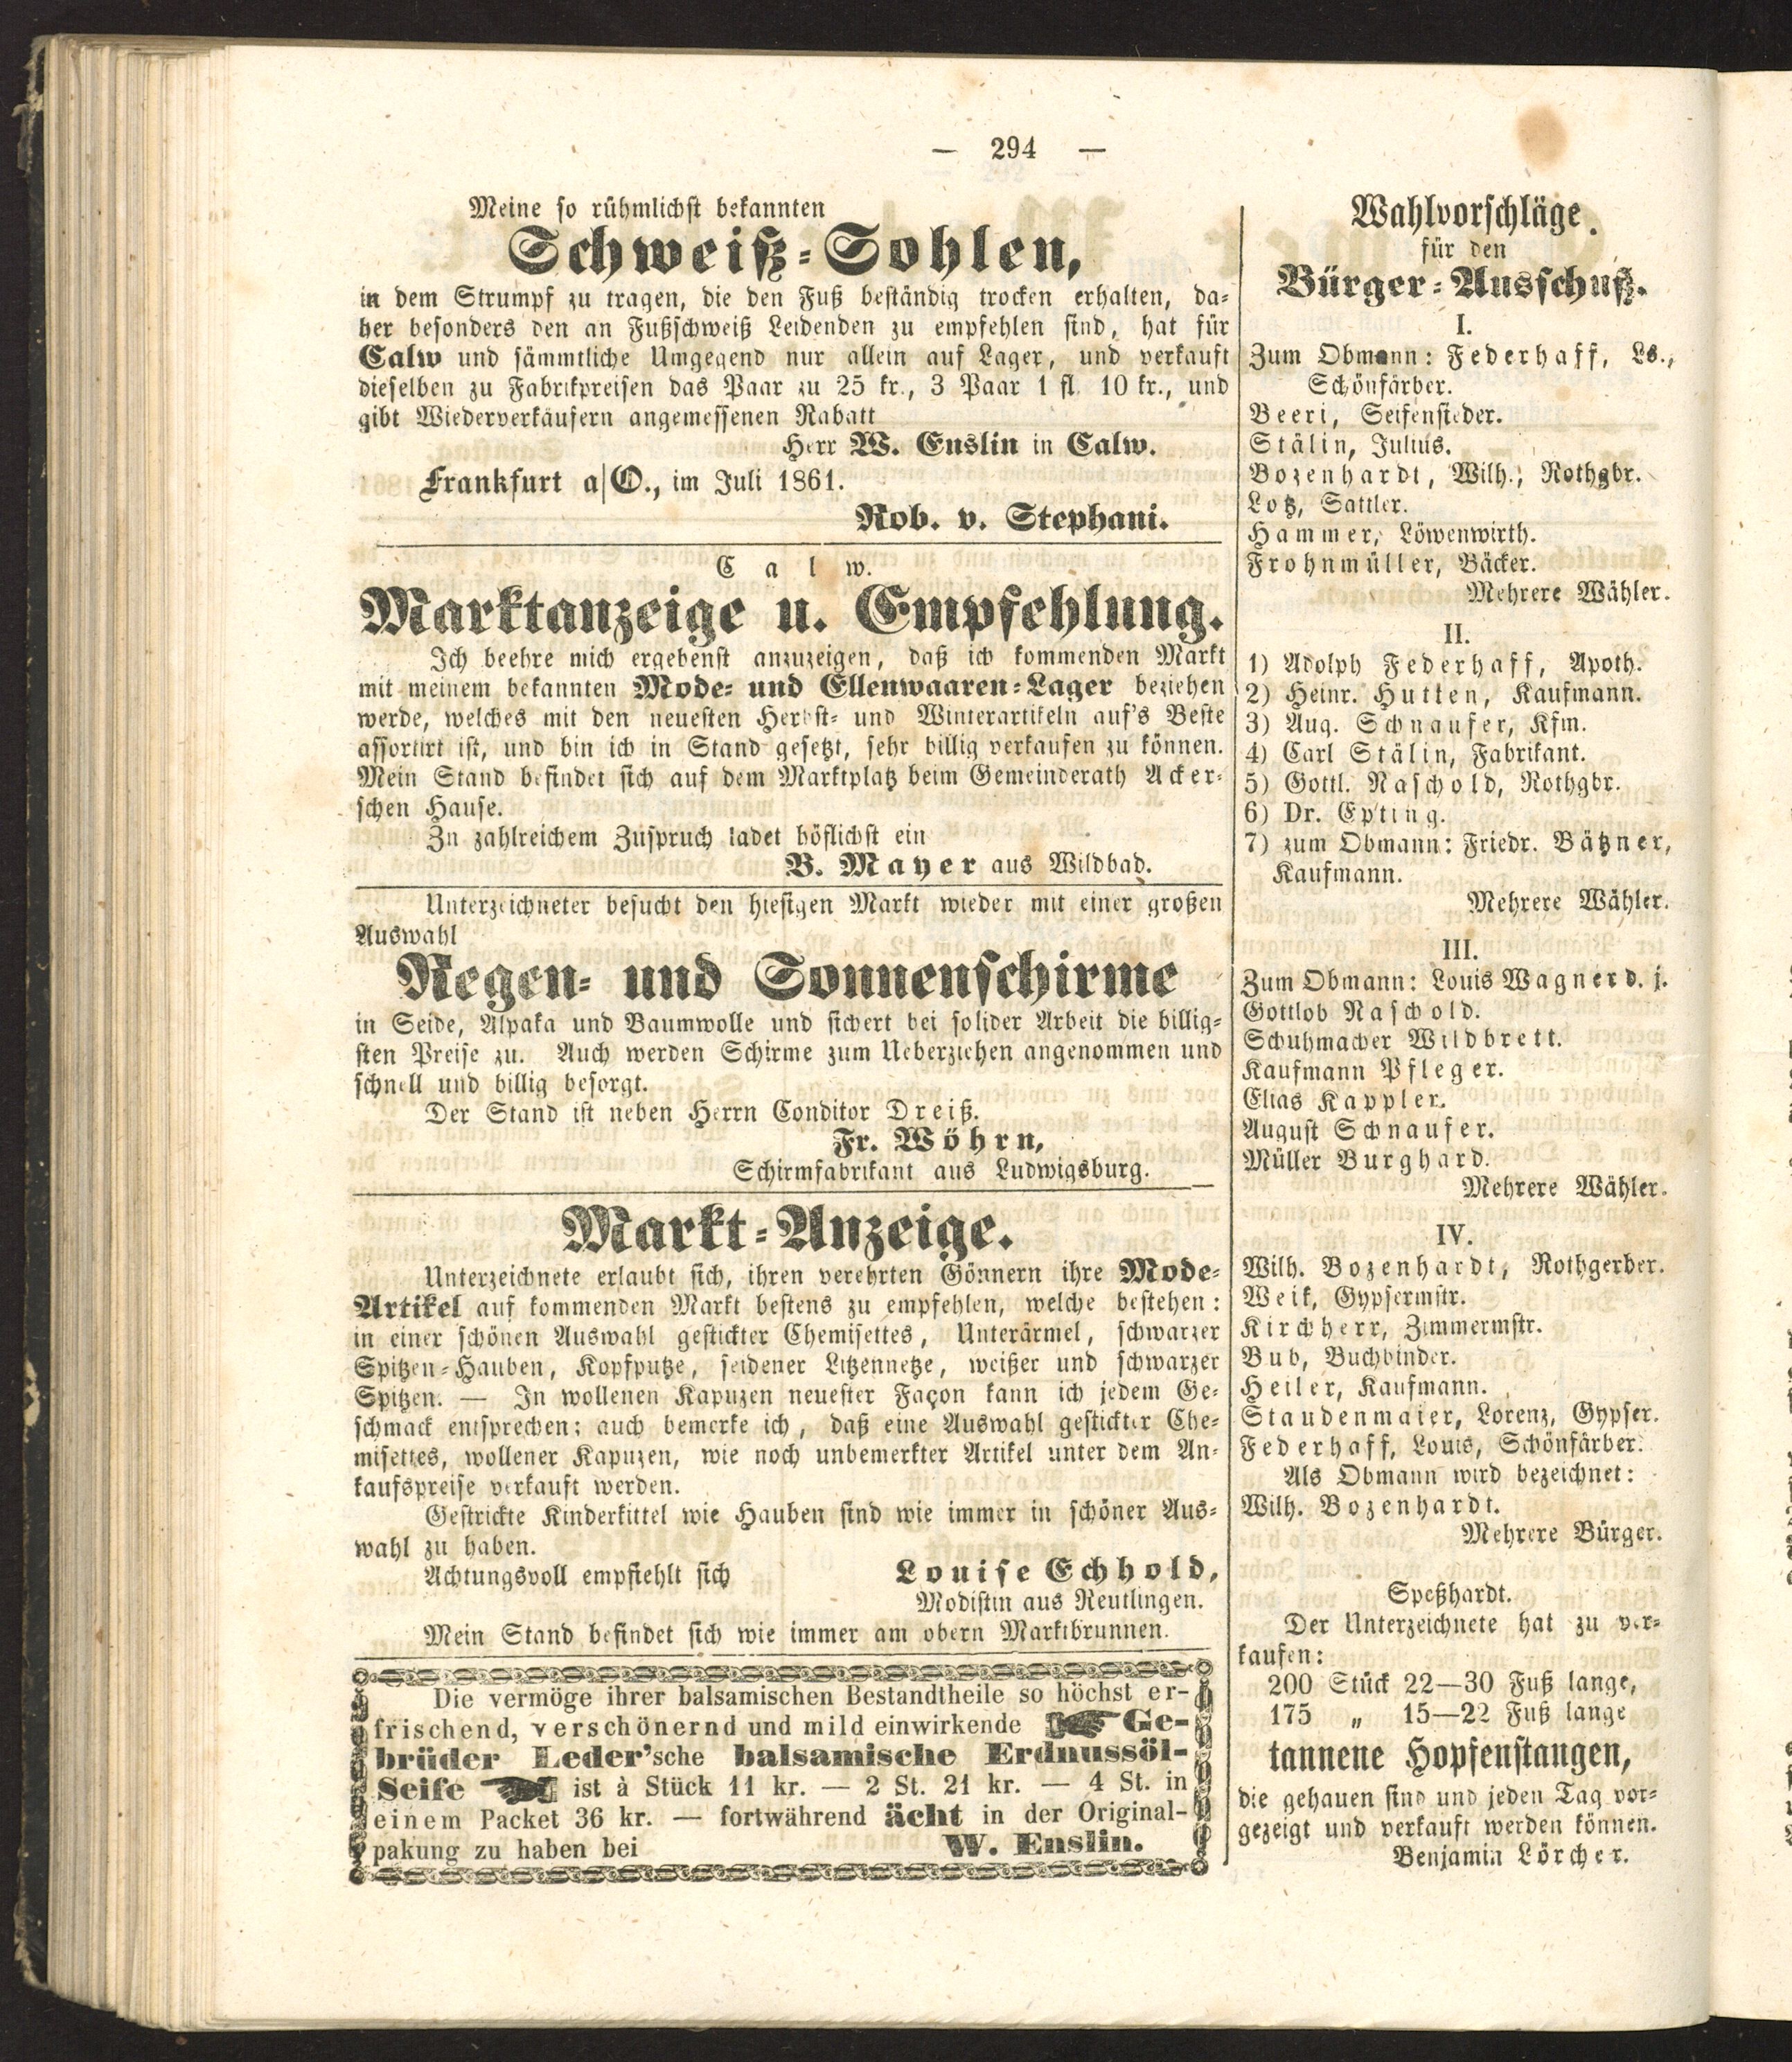 — 294 —
Meine so rühmlichst bekannten
Schweiß-Sohlen,
in dem Strumpf zu tragen, die den Fuß beständig trocken erhalten, da-
her besonders den an Fußschweiß Leidenden zu empfehlen sind, hat für
Calw und sämmtliche Umgegend nur allein auf Lager, und verkauft
dieselben zu Fabrikpreisen das Paar zu 25 kr., 3 Paar 1 fl. 10 kr., und
gibt Wiederverkäufern angemessenen Rabatt
Herr W. Enslin in Calw.
Frankfurt a|O., im Juli 1861.
Rob. v. Stephani.
Calw.
Marktanzeige u. Empfehlung.
Ich beehre mich ergebenst anzuzeigen, daß ich kommenden Markt
mit meinem bekannten Mode- und Ellenwaaren-Lager beziehen
werde, welches mit den neuesten Herbst- und Winterartikeln auf's Beste
assortirt ist, und bin ich in Stand gesetzt, sehr billig verkaufen zu können.
Mein Stand befindet sich auf dem Marktplatz beim Gemeinderath Acker-
schen Hause.
Zu zahlreichem Zuspruch ladet höflichst ein
B. Mayer aus Wildbad.
Unterzeichneter besucht den hiesigen Markt wieder mit einer großen
Auswahl
Regen- und Sonnenschirme
in Seide, Alpaka und Baumwolle und sichert bei solider Arbeit die billig-
sten Preise zu. Auch werden Schirme zum Ueberziehen angenommen und
schnell und billig besorgt.
Der Stand ist neben Herrn Conditor Dreiß.
Fr. Wöhrn,
Schirmfabrikant aus Ludwigsburg.
Markt-Anzeige.
Unterzeichnete erlaubt sich, ihren verehrten Gönnern ihre Mode-
Artikel auf kommenden Markt bestens zu empfehlen, welche bestehen:
in einer schönen Auswahl gestickter Chemisettes, Unterärmel, schwarzer
Spitzen-Hauben, Kopfputze, seidener Litzennetze, weißer und schwarzer
Spitzen. — In wollenen Kapuzen neuester Façon kann ich jedem Ge-
schmack entsprechen; auch bemerke ich, daß eine Auswahl gestickter Che-
misettes, wollener Kapuzen, wie noch unbemerkter Artikel unter dem An-
kaufspreise verkauft werden.
Gestrickte Kinderkittel wie Hauben sind wie immer in schöner Aus-
wahl zu haben.
Achtungsvoll empfiehlt sich Louise Echhold,
Modistin aus Reutlingen.
Mein Stand befindet sich wie immer am obern Marktbrunnen.
Die vermöge ihrer balsamischen Bestandtheile so höchst er-
frischend, verschönernd und mild einwirkende Ge-
brüder Leder'sche balsamische Erdnussöl-
Seife ist à Stück 11 kr. — 2 St. 21 kr. — 4 St. in
einem Packet 36 kr. — fortwährend ächt in der Original-
pakung zu haben bei W. Enslin.
Wahlvorschläge
für den
Bürger-Ausschuß.
I.
Zum Obmann: Federhaff, Ls.,
Schönfärber.
Beeri, Seifensieder.
Stälin, Julius.
Bozenhardt, Wilh., Rothgbr.
Lotz, Sattler.
Hammer, Löwenwirth.
Frohnmüller, Bäcker.
Mehrere Wähler.
II.
1) Adolph Federhaff, Apoth.
2) Heinr. Hutten, Kaufmann.
3) Aug. Schnaufer, Kfm.
4) Carl Stälin, Fabrikant.
5) Gottl. Naschold, Rothgbr.
6) Dr. Epting.
7) zum Obmann: Friedr. Bätzner,
Kaufmann.
Mehrere Wähler.
III.
Zum Obmann: Louis Wagner d. j.
Gottlob Naschold.
Schuhmacher Wildbrett.
Kaufmann Pfleger.
Elias Kappler.
August Schnaufer.
Müller Burghard.
Mehrere Wähler.
IV.
Wilh. Bozenhardt, Rothgerber.
Weik, Gypsermstr.
Kirchherr, Zimmermstr.
Bub, Buchbinder.
Heiler, Kaufmann.
Staudenmaier, Lorenz, Gypser.
Federhaff, Louis, Schönfärber.
Als Obmann wird bezeichnet:
Wilh. Bozenhardt.
Mehrere Bürger.
Speßhardt.
Der Unterzeichnete hat zu ver-
kaufen:
200 Stück 22—30 Fuß lange,
175 „ 15—22 Fuß lange
tannene Hopfenstangen,
die gehauen sind und jeden Tag vor-
gezeigt und verkauft werden können.
Benjamin Lörcher.